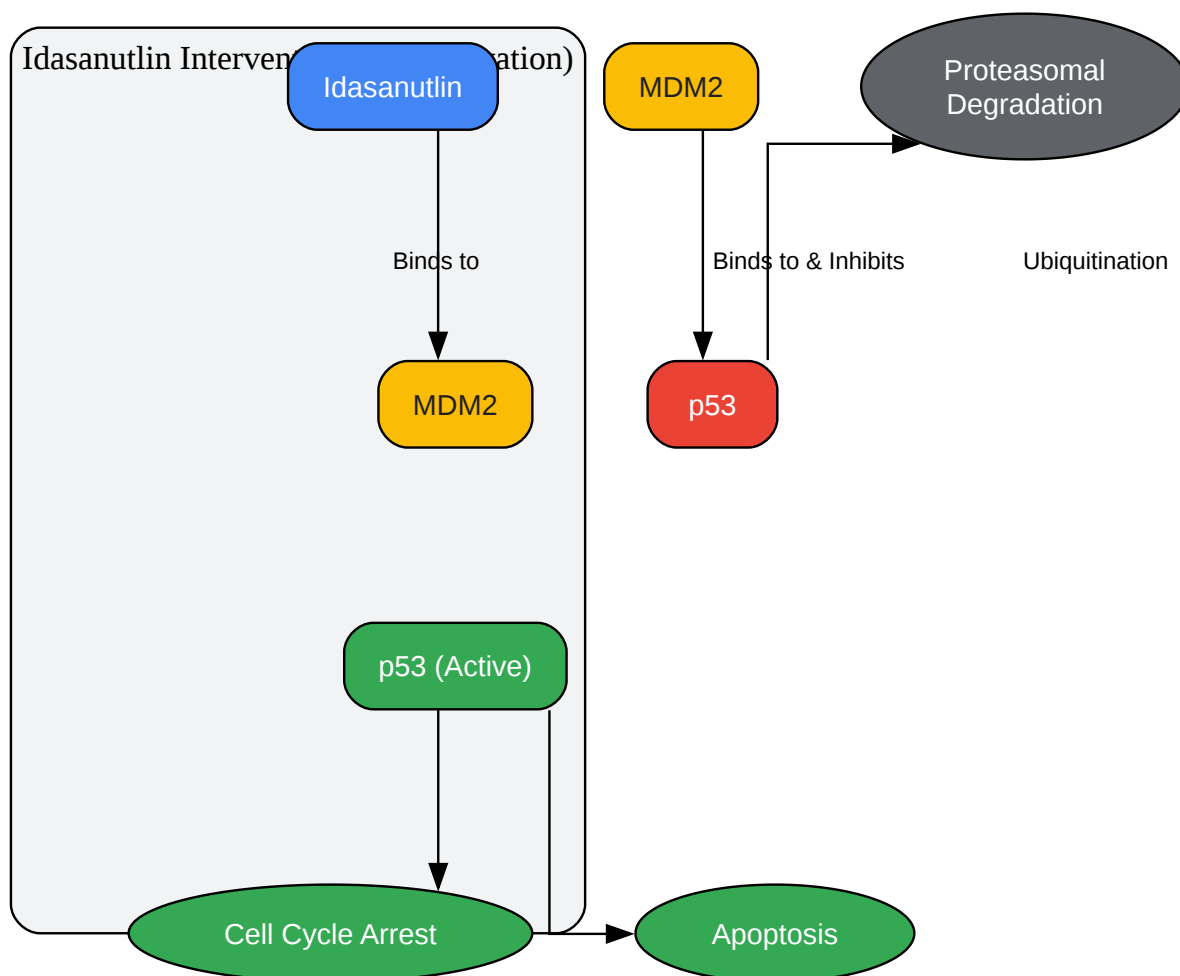 Idasanutlin Interven
ation)
Idasanutlin
MDM2
Proteasomal
Degradation
Binds to
Binds to & Inhibits
Ubiquitination
MDM2
p53
p53 (Active)
Cell Cycle Arrest
Apoptosis